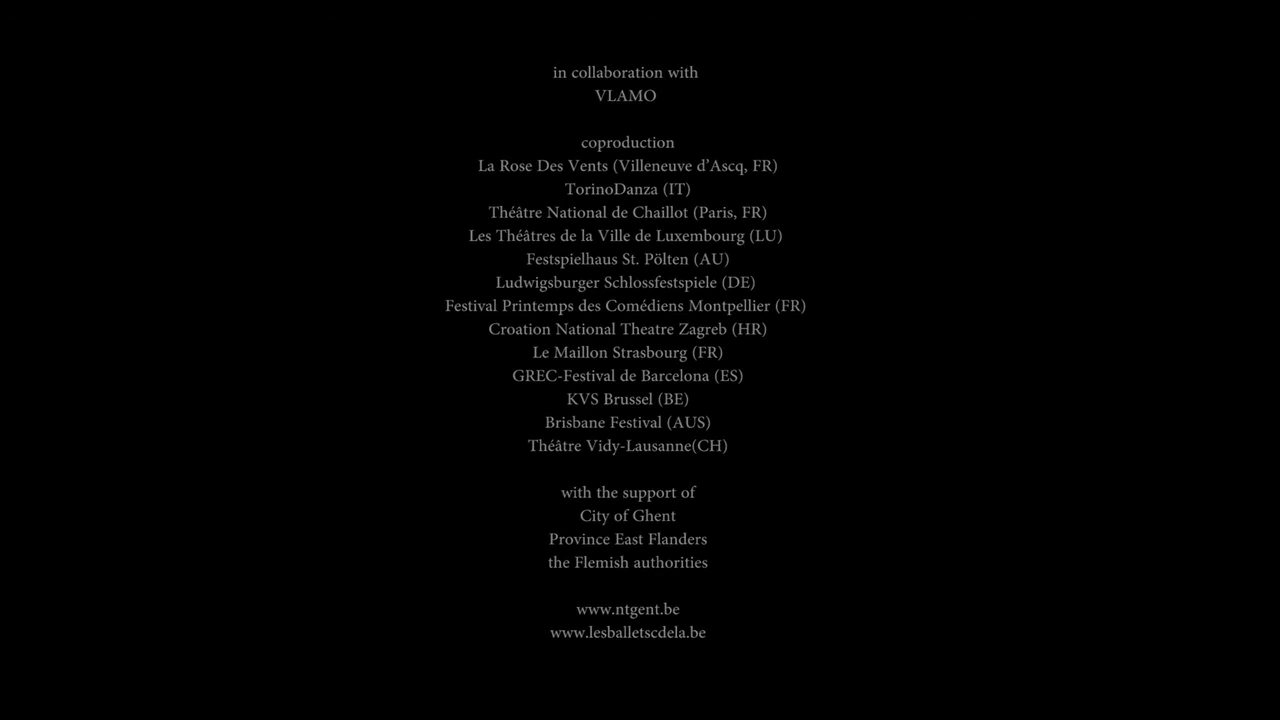 in collaboration with
VLAMO
coproduction
La Rose Des Vents (Villeneuve d’Ascq, FR)
TorinoDanza (IT)
Théâtre National de Chaillot (Paris, FR)
Les Théâtres de la Ville de Luxembourg (LU)
Festspielhaus St. Pölten (AU)
Ludwigsburger Schlossfestspiele (DE)
Festival Printemps des Comédiens Montpellier (FR)
Croation National Theatre Zagreb (HR)
Le Maillon Strasbourg (FR)
GREC-Festival de Barcelona (ES)
KVS Brussel (BE)
Brisbane Festival (AUS)
Théâtre Vidy-Lausanne(CH)
with the support of
City of Ghent
Province East Flanders
the Flemish authorities
www.ntgent.be
www.lesballetscdela.be